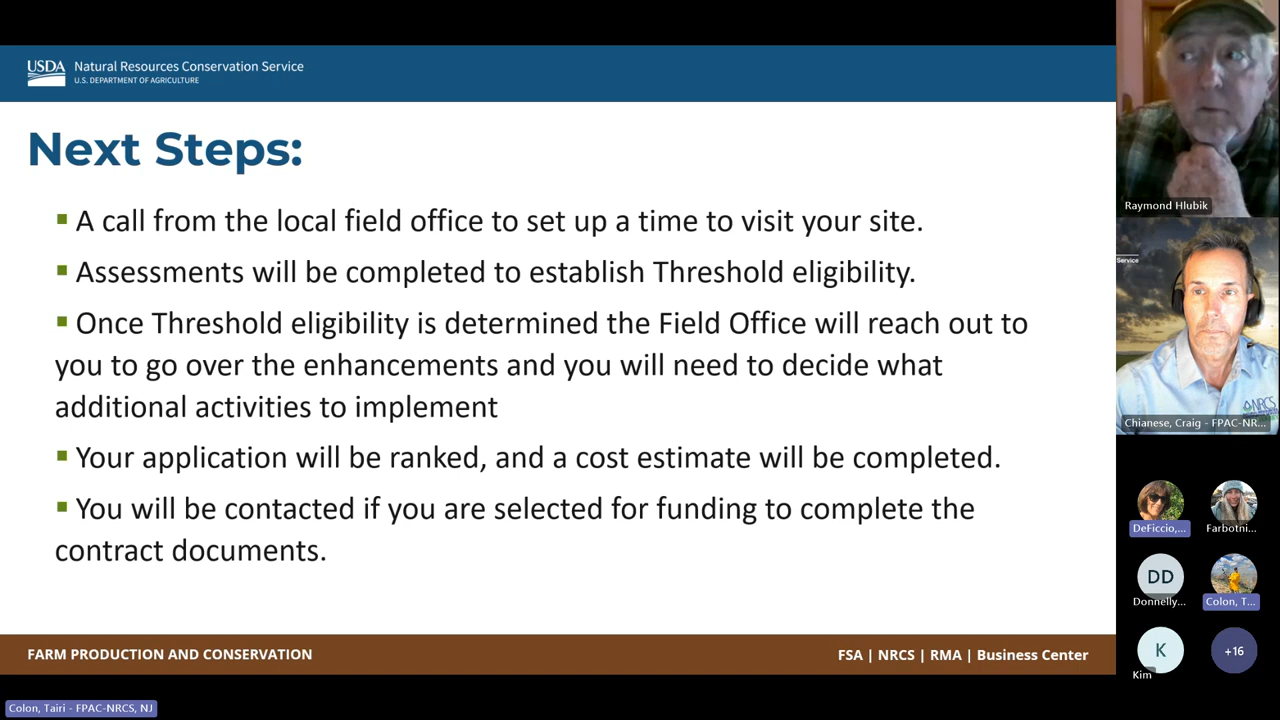 USDA Natural Resources Conservation Service
U.S. DEPARTMENT OF AGRICULTURE
Next Steps:
A call from the local field office to set up a time to visit your site.
Assessments will be completed to establish Threshold eligibility.
Once Threshold eligibility is determined the Field Office will reach out to
you to go over the enhancements and you will need to decide what
additional activities to implement
Your application will be ranked, and a cost estimate will be completed.
You will be contacted if you are selected for funding to complete the
contract documents.
FARM PRODUCTION AND CONSERVATION
FSA | NRCS | RMA | Business Center
Colon, Tairi - FPAC-NRCS, NJ
Raymond Hlubik
Service
NRCS
Chianese, Craig - FPAC-NR...
DeFiccio,...
Farbotni...
DD
Donnelly...
Colon, T...
K
Kim
+16